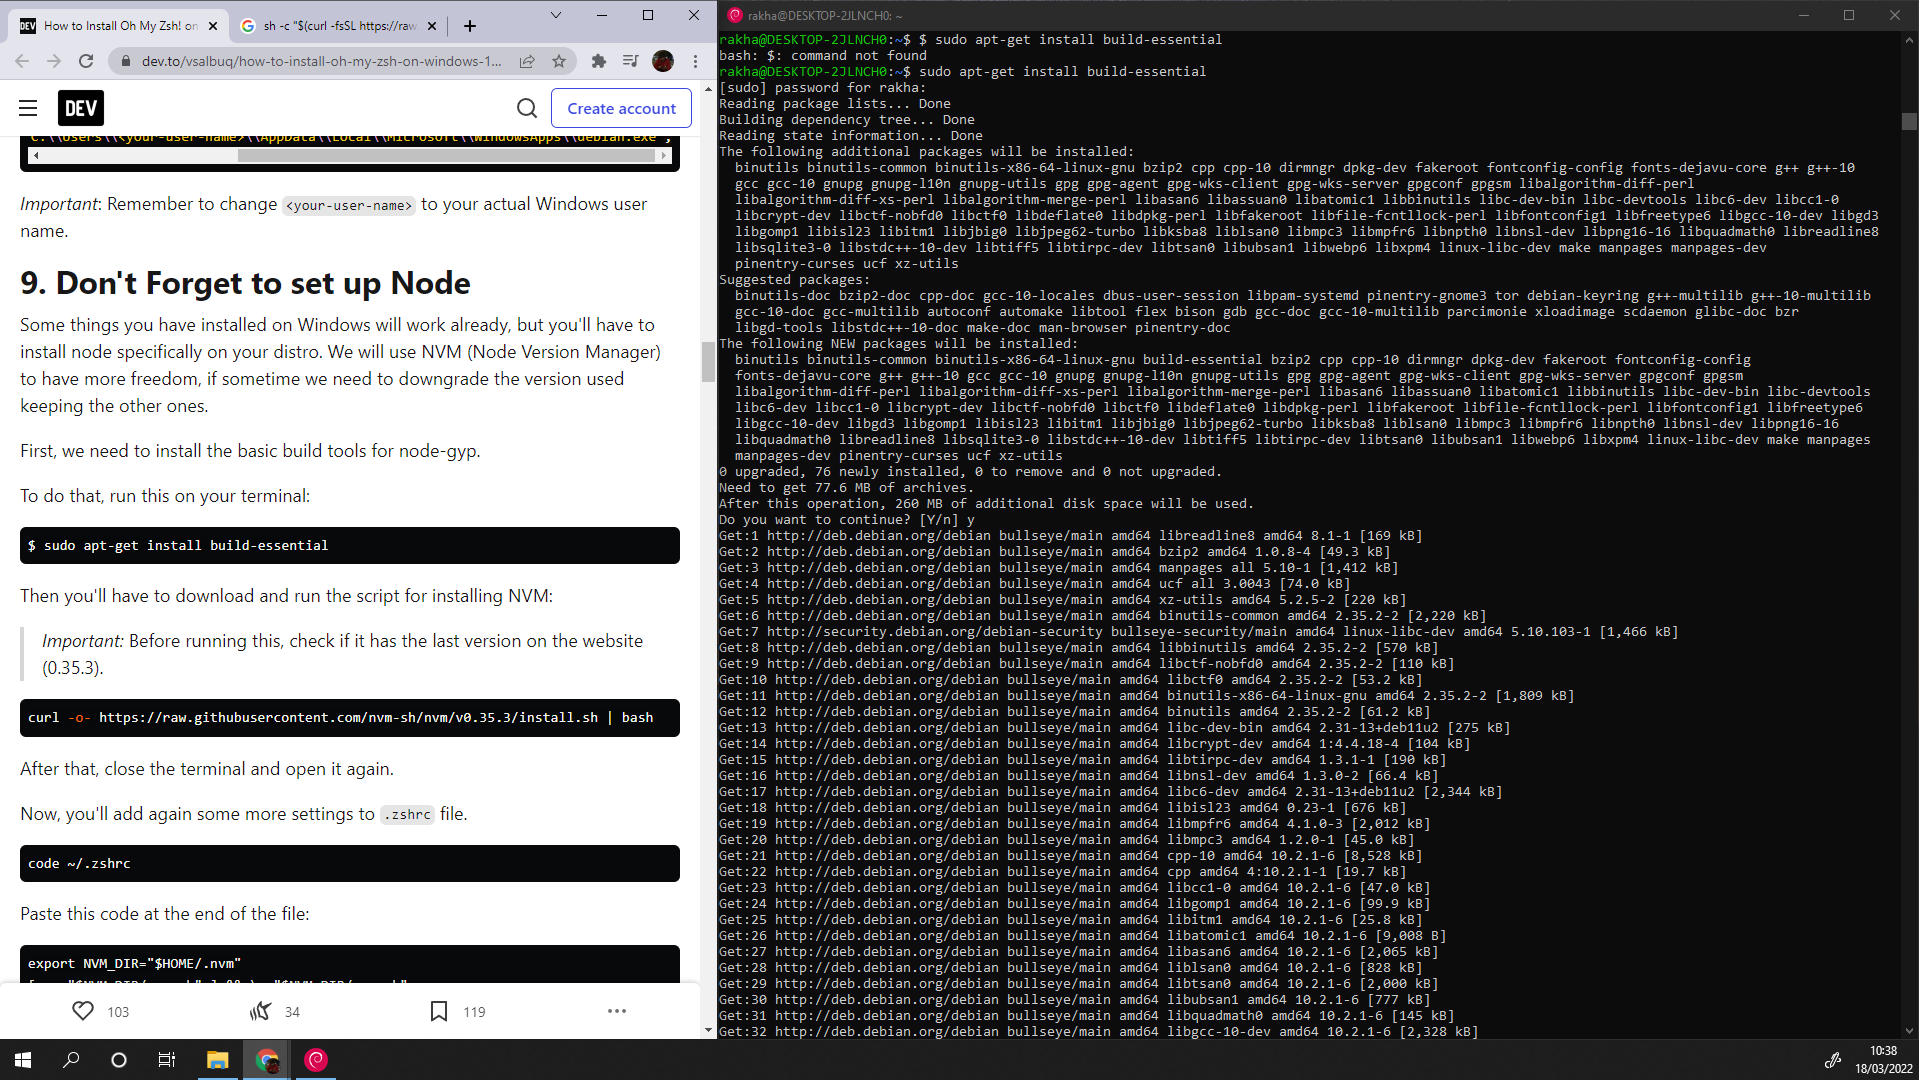 How to Install Oh My Zsh! on
sh -c "$(curl -fsSL https://raw
dev.to/vsalbuq/how-to-install-oh-my-zsh-on-windows-1...
DEV
Create account
C:\\Users\\<your-user-name>\\AppData\\Local\\Microsoft\\WindowsApps\\debian.exe",
Important: Remember to change <your-user-name> to your actual Windows user
name.
9. Don't Forget to set up Node
Some things you have installed on Windows will work already, but you'll have to
install node specifically on your distro. We will use NVM (Node Version Manager)
to have more freedom, if sometime we need to downgrade the version used
keeping the other ones.
First, we need to install the basic build tools for node-gyp.
To do that, run this on your terminal:
$ sudo apt-get install build-essential
Then you'll have to download and run the script for installing NVM:
Important: Before running this, check if it has the last version on the website
(0.35.3).
curl -o- https://raw.githubusercontent.com/nvm-sh/nvm/v0.35.3/install.sh | bash
After that, close the terminal and open it again.
Now, you'll add again some more settings to .zshrc file.
code ~/.zshrc
Paste this code at the end of the file:
export NVM_DIR="$HOME/.nvm"
103
34
119
rakha@DESKTOP-2JLNCH0: ~
rakha@DESKTOP-2JLNCH0:~$ $ sudo apt-get install build-essential
bash: $: command not found
rakha@DESKTOP-2JLNCH0:~$ sudo apt-get install build-essential
[sudo] password for rakha:
Reading package lists... Done
Building dependency tree... Done
Reading state information... Done
The following additional packages will be installed:
binutils binutils-common binutils-x86-64-linux-gnu bzip2 cpp cpp-10 dirmngr dpkg-dev fakeroot fontconfig-config fonts-dejavu-core g++ g++-10
gcc gcc-10 gnupg gnupg-l10n gnupg-utils gpg gpg-agent gpg-wks-client gpg-wks-server gpgconf gpgsm libalgorithm-diff-perl
libalgorithm-diff-xs-perl libalgorithm-merge-perl libasan6 libassuan0 libatomic1 libbinutils libc-dev-bin libc-devtools libc6-dev libcc1-0
libcrypt-dev libctf-nobfd0 libctf0 libdeflate0 libdpkg-perl libfakeroot libfile-fcntllock-perl libfontconfig1 libfreetype6 libgcc-10-dev libgd3
libgomp1 libisl23 libitm1 libjbig0 libjpeg62-turbo libksba8 liblsan0 libmpc3 libmpfr6 libnpth0 libnsl-dev libpng16-16 libquadmath0 libreadline8
libsqlite3-0 libstdc++-10-dev libtiff5 libtirpc-dev libtsan0 libubsan1 libwebp6 libxpm4 linux-libc-dev make manpages manpages-dev
pinentry-curses ucf xz-utils
Suggested packages:
binutils-doc bzip2-doc cpp-doc gcc-10-locales dbus-user-session libpam-systemd pinentry-gnome3 tor debian-keyring g++-multilib g++-10-multilib
gcc-10-doc gcc-multilib autoconf automake libtool flex bison gdb gcc-doc gcc-10-multilib parcimonie xloadimage scdaemon glibc-doc bzr
libgd-tools libstdc++-10-doc make-doc man-browser pinentry-doc
The following NEW packages will be installed:
binutils binutils-common binutils-x86-64-linux-gnu build-essential bzip2 cpp cpp-10 dirmngr dpkg-dev fakeroot fontconfig-config
fonts-dejavu-core g++ g++-10 gcc gcc-10 gnupg gnupg-l10n gnupg-utils gpg gpg-agent gpg-wks-client gpg-wks-server gpgconf gpgsm
libalgorithm-diff-perl libalgorithm-diff-xs-perl libalgorithm-merge-perl libasan6 libassuan0 libatomic1 libbinutils libc-dev-bin libc-devtools
libc6-dev libcc1-0 libcrypt-dev libctf-nobfd0 libctf0 libdeflate0 libdpkg-perl libfakeroot libfile-fcntllock-perl libfontconfig1 libfreetype6
libgcc-10-dev libgd3 libgomp1 libisl23 libitm1 libjbig0 libjpeg62-turbo libksba8 liblsan0 libmpc3 libmpfr6 libnpth0 libnsl-dev libpng16-16
libquadmath0 libreadline8 libsqlite3-0 libstdc++-10-dev libtiff5 libtirpc-dev libtsan0 libubsan1 libwebp6 libxpm4 linux-libc-dev make manpages
manpages-dev pinentry-curses ucf xz-utils
0 upgraded, 76 newly installed, 0 to remove and 0 not upgraded.
Need to get 77.6 MB of archives.
After this operation, 260 MB of additional disk space will be used.
Do you want to continue? [Y/n] y
Get:1 http://deb.debian.org/debian bullseye/main amd64 libreadline8 amd64 8.1-1 [169 kB]
Get:2 http://deb.debian.org/debian bullseye/main amd64 bzip2 amd64 1.0.8-4 [49.3 kB]
Get:3 http://deb.debian.org/debian bullseye/main amd64 manpages all 5.10-1 [1,412 kB]
Get:4 http://deb.debian.org/debian bullseye/main amd64 ucf all 3.0043 [74.0 kB]
Get:5 http://deb.debian.org/debian bullseye/main amd64 xz-utils amd64 5.2.5-2 [220 kB]
Get:6 http://deb.debian.org/debian bullseye/main amd64 binutils-common amd64 2.35.2-2 [2,220 kB]
Get:7 http://security.debian.org/debian-security bullseye-security/main amd64 linux-libc-dev amd64 5.10.103-1 [1,466 kB]
Get:8 http://deb.debian.org/debian bullseye/main amd64 libbinutils amd64 2.35.2-2 [570 kB]
Get:9 http://deb.debian.org/debian bullseye/main amd64 libctf-nobfd0 amd64 2.35.2-2 [110 kB]
Get:10 http://deb.debian.org/debian bullseye/main amd64 libctf0 amd64 2.35.2-2 [53.2 kB]
Get:11 http://deb.debian.org/debian bullseye/main amd64 binutils-x86-64-linux-gnu amd64 2.35.2-2 [1,809 kB]
Get:12 http://deb.debian.org/debian bullseye/main amd64 binutils amd64 2.35.2-2 [61.2 kB]
Get:13 http://deb.debian.org/debian bullseye/main amd64 libc-dev-bin amd64 2.31-13+deb11u2 [275 kB]
Get:14 http://deb.debian.org/debian bullseye/main amd64 libcrypt-dev amd64 1:4.4.18-4 [104 kB]
Get:15 http://deb.debian.org/debian bullseye/main amd64 libtirpc-dev amd64 1.3.1-1 [190 kB]
Get:16 http://deb.debian.org/debian bullseye/main amd64 libnsl-dev amd64 1.3.0-2 [66.4 kB]
Get:17 http://deb.debian.org/debian bullseye/main amd64 libc6-dev amd64 2.31-13+deb11u2 [2,344 kB]
Get:18 http://deb.debian.org/debian bullseye/main amd64 libisl23 amd64 0.23-1 [676 kB]
Get:19 http://deb.debian.org/debian bullseye/main amd64 libmpfr6 amd64 4.1.0-3 [2,012 kB]
Get:20 http://deb.debian.org/debian bullseye/main amd64 libmpc3 amd64 1.2.0-1 [45.0 kB]
Get:21 http://deb.debian.org/debian bullseye/main amd64 cpp-10 amd64 10.2.1-6 [8,528 kB]
Get:22 http://deb.debian.org/debian bullseye/main amd64 cpp amd64 4:10.2.1-1 [19.7 kB]
Get:23 http://deb.debian.org/debian bullseye/main amd64 libcc1-0 amd64 10.2.1-6 [47.0 kB]
Get:24 http://deb.debian.org/debian bullseye/main amd64 libgomp1 amd64 10.2.1-6 [99.9 kB]
Get:25 http://deb.debian.org/debian bullseye/main amd64 libitm1 amd64 10.2.1-6 [25.8 kB]
Get:26 http://deb.debian.org/debian bullseye/main amd64 libatomic1 amd64 10.2.1-6 [9,008 B]
Get:27 http://deb.debian.org/debian bullseye/main amd64 libasan6 amd64 10.2.1-6 [2,065 kB]
Get:28 http://deb.debian.org/debian bullseye/main amd64 liblsan0 amd64 10.2.1-6 [828 kB]
Get:29 http://deb.debian.org/debian bullseye/main amd64 libtsan0 amd64 10.2.1-6 [2,000 kB]
Get:30 http://deb.debian.org/debian bullseye/main amd64 libubsan1 amd64 10.2.1-6 [777 kB]
Get:31 http://deb.debian.org/debian bullseye/main amd64 libquadmath0 amd64 10.2.1-6 [145 kB]
Get:32 http://deb.debian.org/debian bullseye/main amd64 libgcc-10-dev amd64 10.2.1-6 [2,328 kB]
10:38
18/03/2022